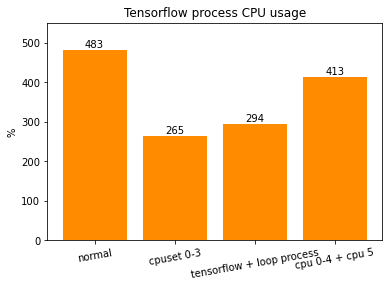 Tensorflow process CPU usage
500
400
300
200
100
0
%
483
265
294
413
normal
cpuset 0-3
tensorflow + loop process
cpu 0-4 + cpu 5